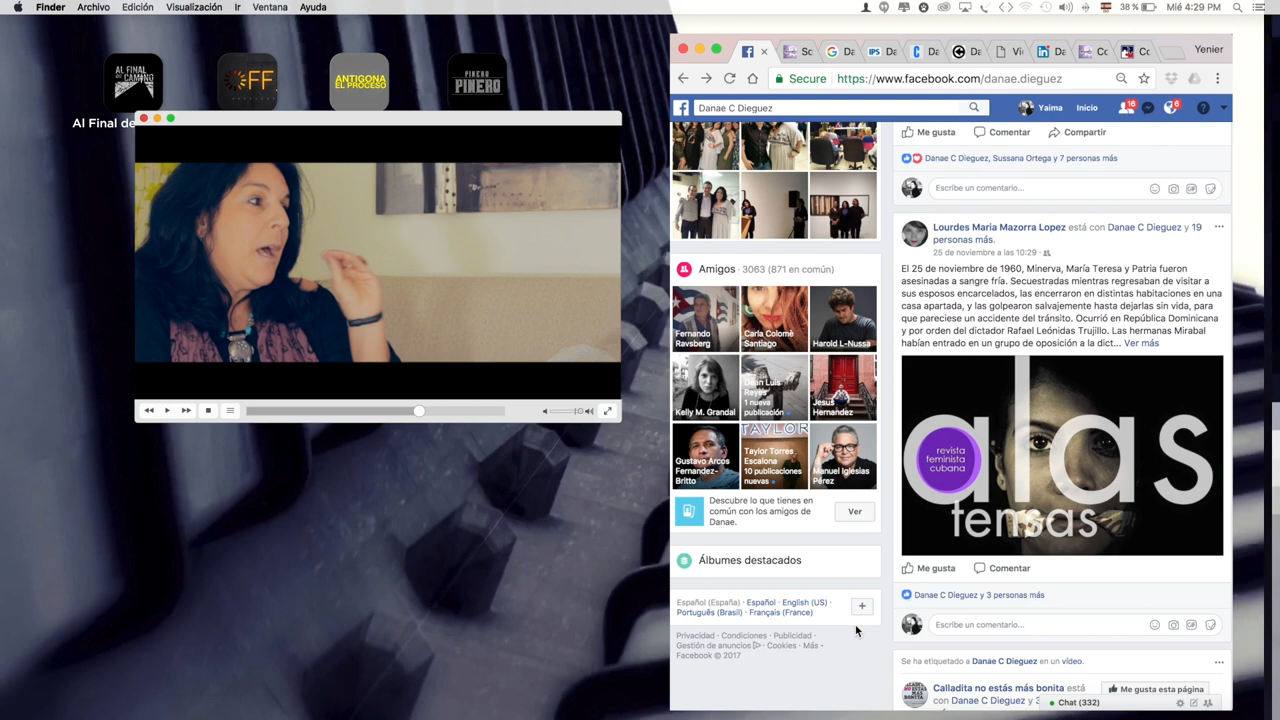 Finder Archivo Edición Visualización Ir Ventana Ayuda
38 % Mié 4:29 PM
AL FINAL DEL CAMINO
OFF
ANTIGONA
EL PROCESO
PIÑERO
PIÑERO
Al Final de
Yenier
Secure https://www.facebook.com/danae.dieguez
Danae C Dieguez
Yaima Inicio 16 6
Me gusta Comentar Compartir
Danae C Dieguez, Sussana Ortega y 7 personas más
Escribe un comentario...
Lourdes Maria Mazorra Lopez está con Danae C Dieguez y 19
personas más.
25 de noviembre a las 10:29 ·
El 25 de noviembre de 1960, Minerva, María Teresa y Patria fueron
asesinadas a sangre fría. Secuestradas mientras regresaban de visitar a
sus esposos encarcelados, las encerraron en distintas habitaciones en una
casa apartada, y las golpearon salvajemente hasta dejarlas sin vida, para
que pareciese un accidente del tránsito. Ocurrió en República Dominicana
y por orden del dictador Rafael Leónidas Trujillo. Las hermanas Mirabal
habían entrado en un grupo de oposición a la dict... Ver más
alas
tensas
revista
feminista
cubana
Me gusta Comentar
Danae C Dieguez y 3 personas más
Escribe un comentario...
Se ha etiquetado a Danae C Dieguez en un vídeo.
Calladita no estás más bonita está
con Danae C Dieguez y 3
Me gusta esta página
Chat (332)
Amigos · 3063 (871 en común)
Fernando
Ravsberg
Carla Colomé
Santiago
Harold L-Nussa
Kelly M. Grandal
Dean Luis
Reyes
1 nueva
publicación
Jesus
Hernandez
Gustavo Arcos
Fernandez-
Britto
TAYLOR
Taylor Torres
Escalona
10 publicaciones
nuevas
Manuel Iglesias
Pérez
Descubre lo que tienes en
común con los amigos de
Danae.
Ver
Álbumes destacados
Español (España) · Español · English (US) ·
Português (Brasil) · Français (France)
Privacidad · Condiciones · Publicidad ·
Gestión de anuncios · Cookies · Más ·
Facebook © 2017